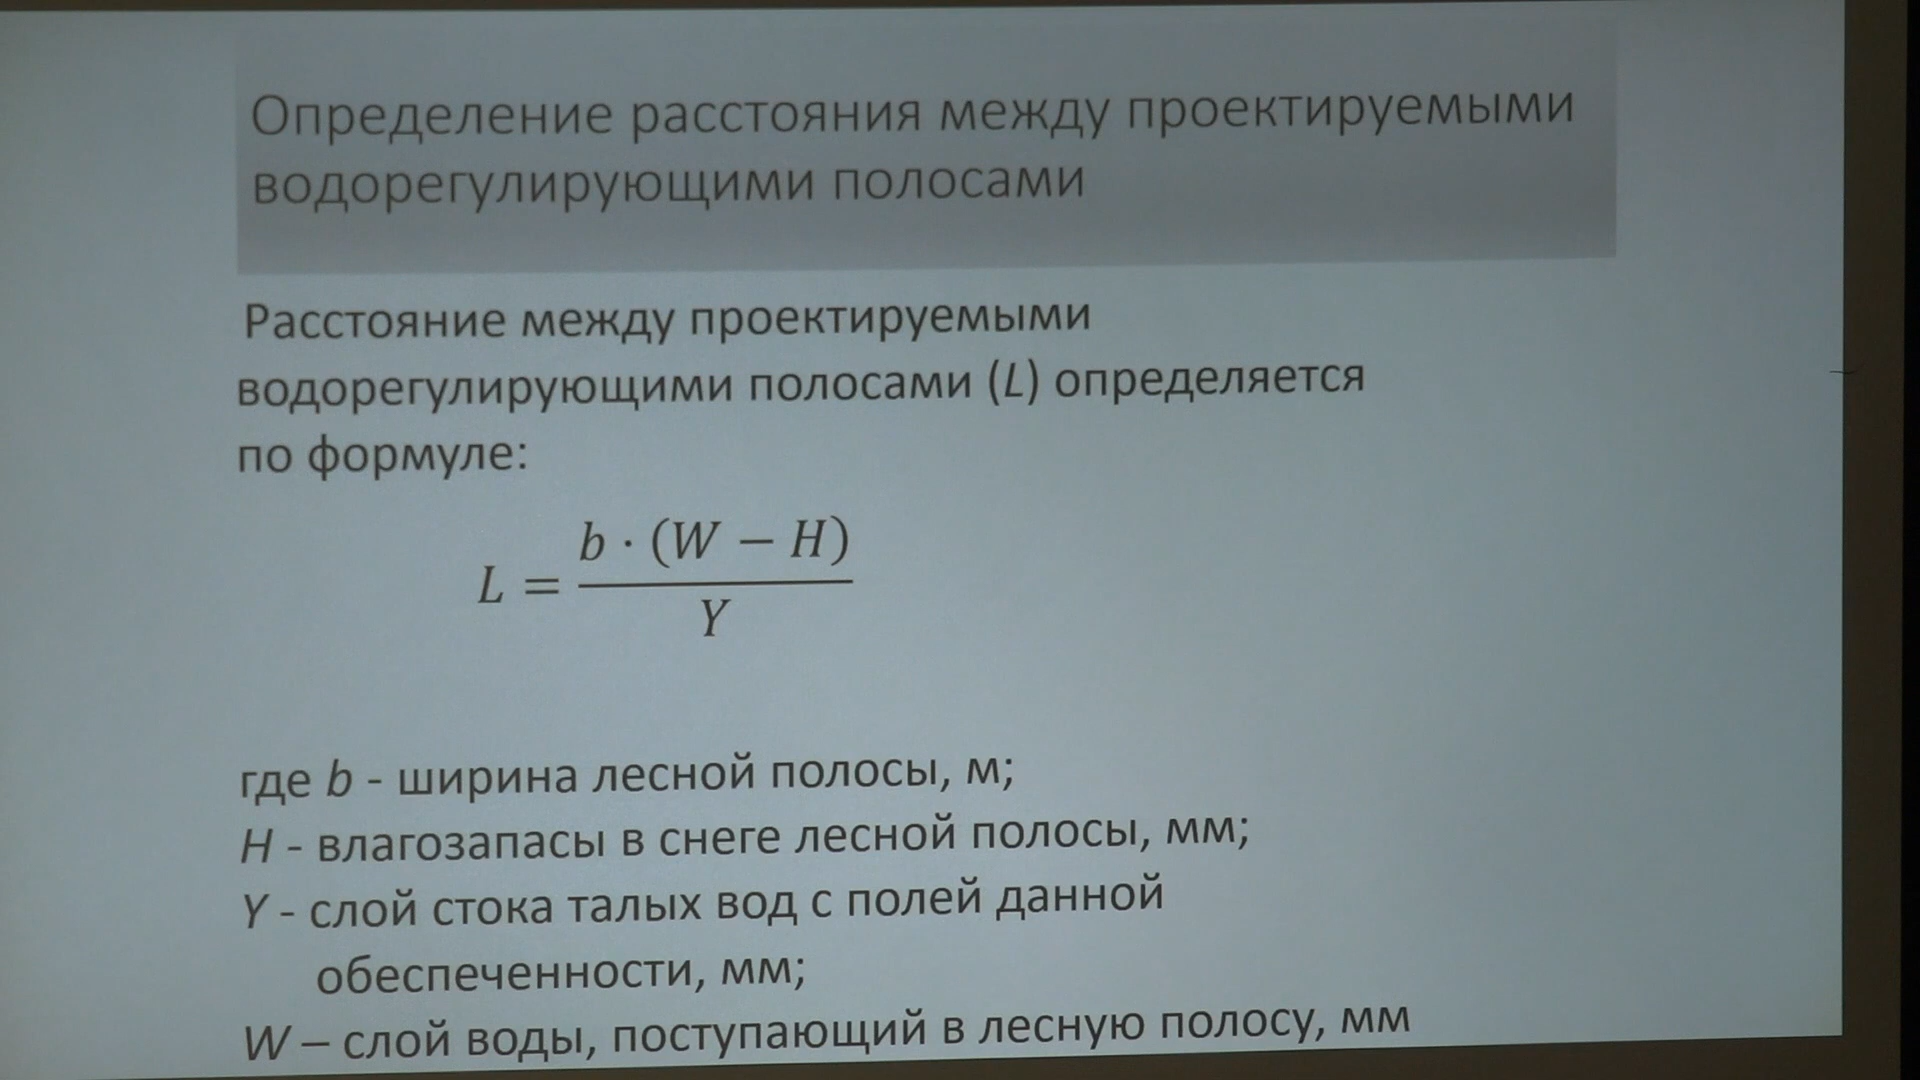 Определение расстояния между проектируемыми
водорегулирующими полосами
Расстояние между проектируемыми
водорегулирующими полосами (L) определяется
по формуле:
L = b · (W − H) / Y
где b - ширина лесной полосы, м;
H - влагозапасы в снеге лесной полосы, мм;
Y - слой стока талых вод с полей данной
обеспеченности, мм;
W – слой воды, поступающий в лесную полосу, мм